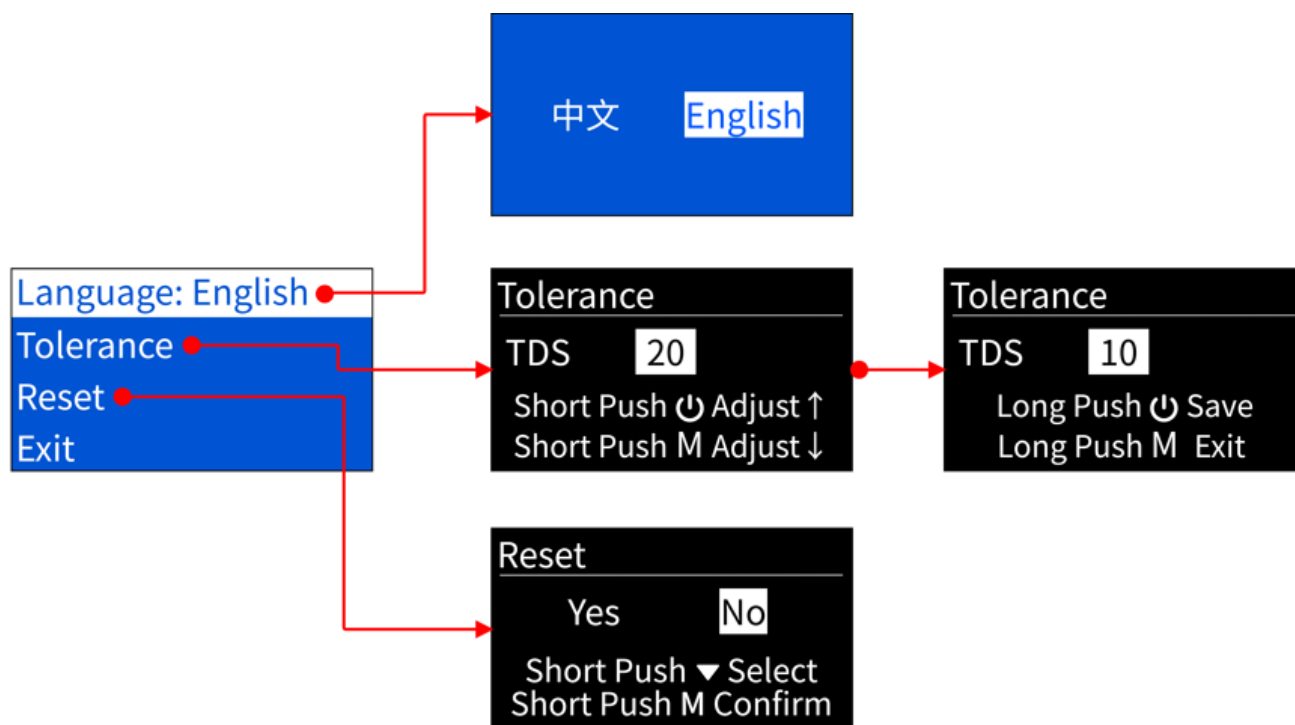 中文 English
Language: English
Tolerance
Reset
Exit
Tolerance
TDS 20
Short Push ⏻ Adjust ↑
Short Push M Adjust ↓
Tolerance
TDS 10
Long Push ⏻ Save
Long Push M Exit
Reset
Yes No
Short Push ▼ Select
Short Push M Confirm